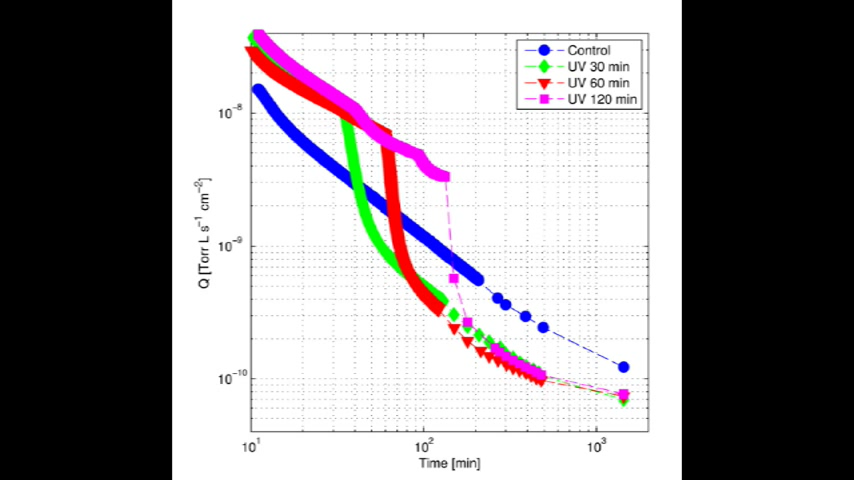 Control
UV 30 min
UV 60 min
UV 120 min
10⁻⁸
10⁻⁹
10⁻¹⁰
Q [Torr L s⁻¹ cm⁻²]
10¹
10²
10³
Time [min]